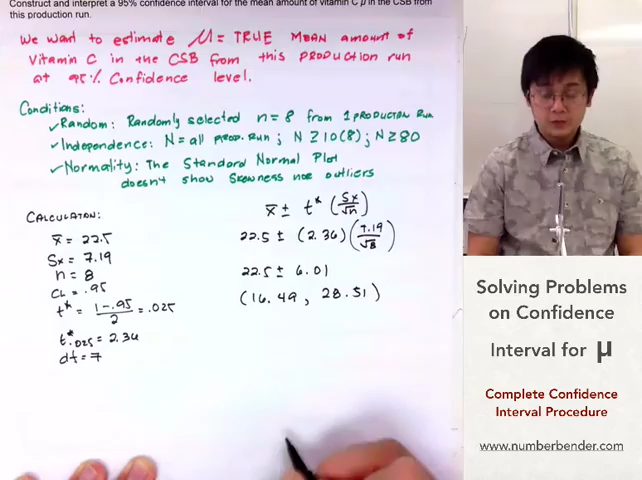 Construct and interpret a 95% confidence interval for the mean amount of vitamin C μ in the CSB from
this production run.
We want to estimate μ = TRUE MEAN AMOUNT OF
Vitamin C in the CSB from this PRODUCTION RUN
at 95% Confidence level.
Conditions:
✓Random: Randomly selected n = 8 from 1 PRODUCTION RUN
✓Independence: N = all PROD. RUN ; N ≥ 10(8) ; N ≥ 80
✓Normality: The Standard Normal Plot
doesn't show skewness nor outliers
CALCULATION:
x̄ = 22.5
Sx = 7.19
n = 8
CL = .95
t* = (1-.95)/2 = .025
t*.025 = 2.36
df = 7
x̄ ± t* (Sx/√n)
22.5 ± (2.36) (7.19/√8)
22.5 ± 6.01
(16.49, 28.51)
Solving Problems
on Confidence
Interval for μ
Complete Confidence
Interval Procedure
www.numberbender.com